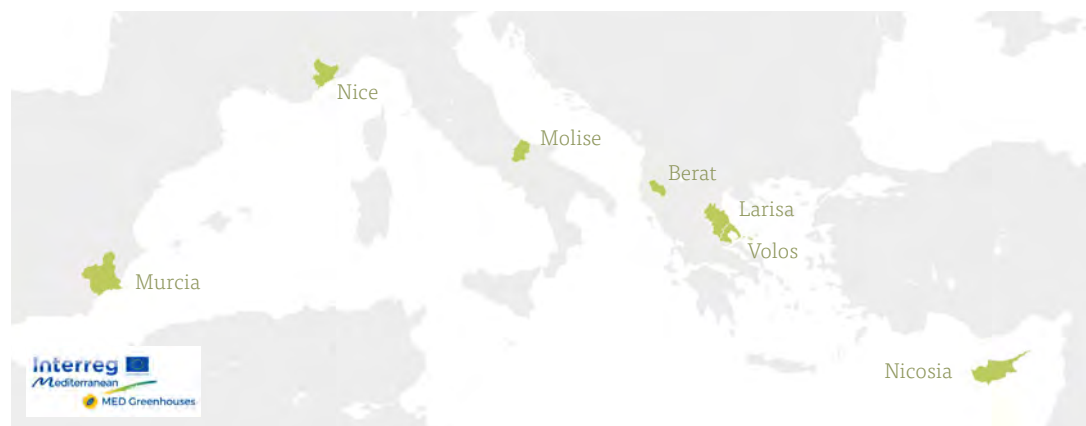 Nice
Molise
Berat
Larisa
Volos
Murcia
Nicosia
Interreg
Mediterranean
MED Greenhouses